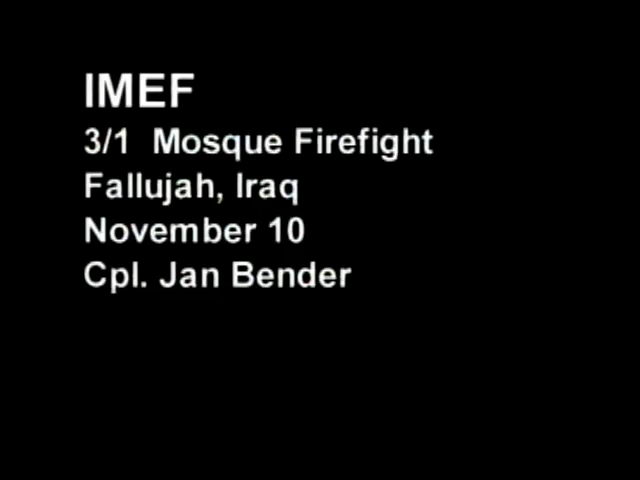 IMEF
3/1 Mosque Firefight
Fallujah, Iraq
November 10
Cpl. Jan Bender